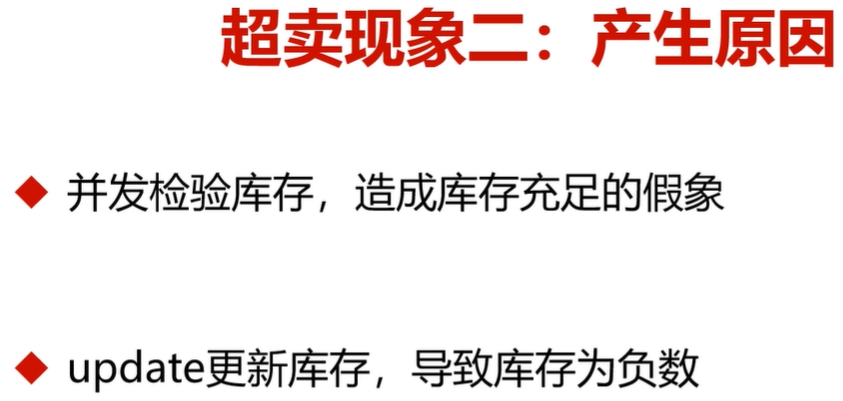 超卖现象二：产生原因
并发检验库存，造成库存充足的假象
update更新库存，导致库存为负数